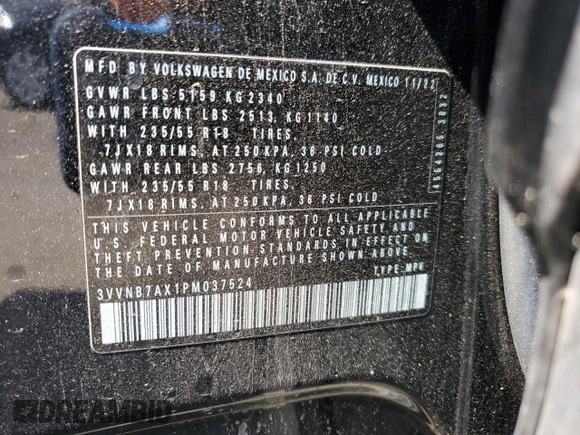 MFD BY VOLKSWAGEN DE MEXICO S.A. DE C.V. MEXICO 11/22
GVWR LBS 5159 KG 2340
GAWR FRONT LBS 2513, KG 1140
WITH 235/55 R18 TIRES
7JX18 RIMS, AT 250 KPA, 36 PSI COLD
GAWR REAR LBS 2756, KG 1250
WITH 235/55 R18 TIRES,
7JX18 RIMS, AT 250 KPA, 36 PSI COLD
THIS VEHICLE CONFORMS TO ALL APPLICABLE
U.S. FEDERAL MOTOR VEHICLE SAFETY AND
THEFT PREVENTION STANDARDS IN EFFECT ON
THE DATE OF MANUFACTURE SHOWN ABOVE
3VVNB7AX1PM037524 TYPE: MPV
DREAMBID